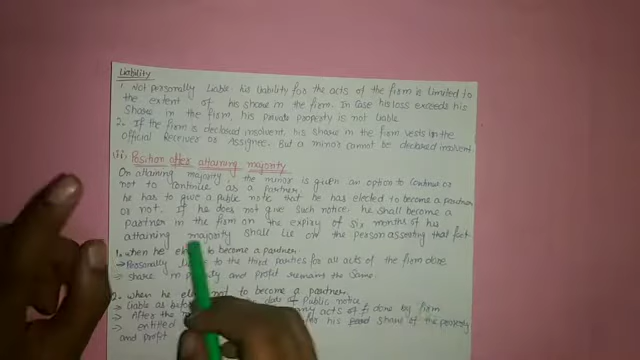 Liability
1. Not personally Liable: his liability for the acts of the firm is limited to
the extent of his share in the firm. In case his loss exceeds his
share in the firm, his private property is not liable.
2. If the firm is declared insolvent, his share in the firm vests in the
official Receiver or Assignee. But a minor cannot be declared insolvent
(ii) Position after attaining majority
On attaining majority, the minor is given an option to continue or
not to continue as a partner.
he has to give a public note that he has elected to become a partner
or not. If he does not give such notice, he shall become a
partner in the firm on the expiry of six months of his
attaining majority shall lie on the person asserting that fact
1. when he to become a partner
→ Personally to the third parties for all acts of the firm done
⇒ share in and profit remain the same.
2. when he not to become a partner.
⇒ Liable as date of Public notice
⇒ After the acts of done by firm
⇒ entitled his share of the property
and profit